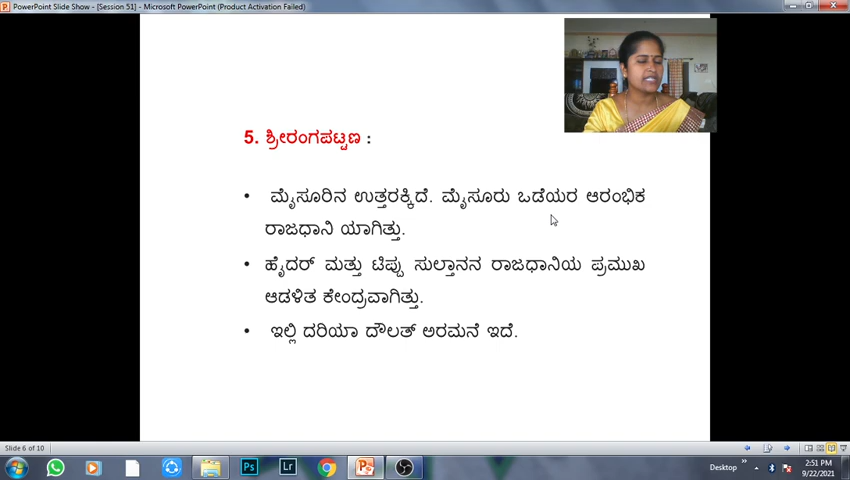 PowerPoint Slide Show - [Session 51] - Microsoft PowerPoint (Product Activation Failed)
5. ಶ್ರೀರಂಗಪಟ್ಟಣ :
• ಮೈಸೂರಿನ ಉತ್ತರಕ್ಕಿದೆ. ಮೈಸೂರು ಒಡೆಯರ ಆರಂಭಿಕ
ರಾಜಧಾನಿ ಯಾಗಿತ್ತು.
• ಹೈದರ್ ಮತ್ತು ಟಿಪ್ಪು ಸುಲ್ತಾನನ ರಾಜಧಾನಿಯ ಪ್ರಮುಖ
ಆಡಳಿತ ಕೇಂದ್ರವಾಗಿತ್ತು.
• ಇಲ್ಲಿ ದರಿಯಾ ದೌಲತ್ ಅರಮನೆ ಇದೆ.
Slide 6 of 10
Ps
Lr
Desktop
2:51 PM
9/22/2021